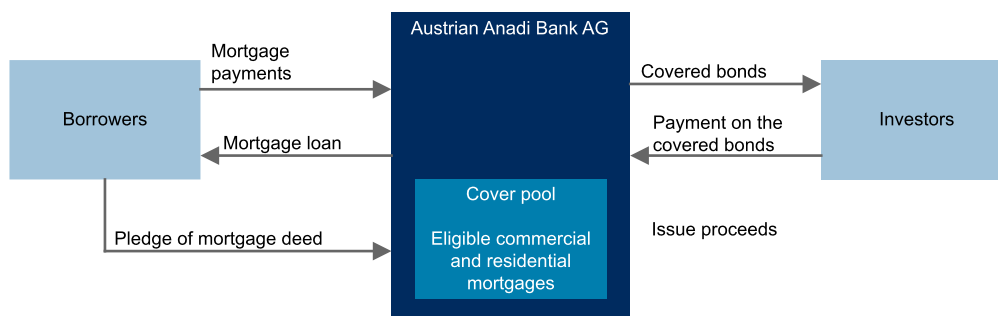 Austrian Anadi Bank AG
Mortgage
payments
Covered bonds
Borrowers
Investors
Mortgage loan
Payment on the
covered bonds
Cover pool
Eligible commercial
and residential
mortgages
Pledge of mortgage deed
Issue proceeds